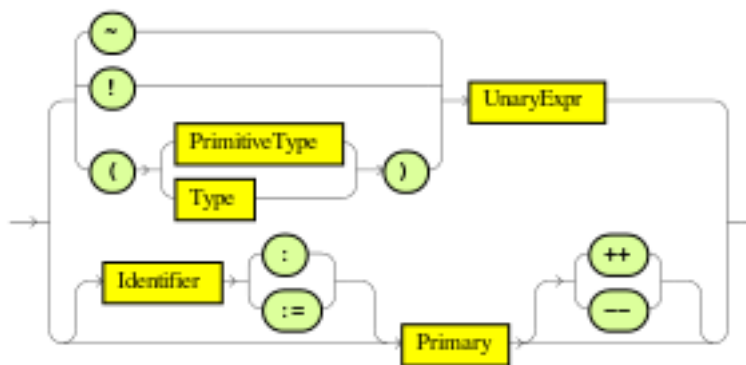 ~
!
UnaryExpr
( PrimitiveType )
Type
Identifier : ++
:= --
Primary